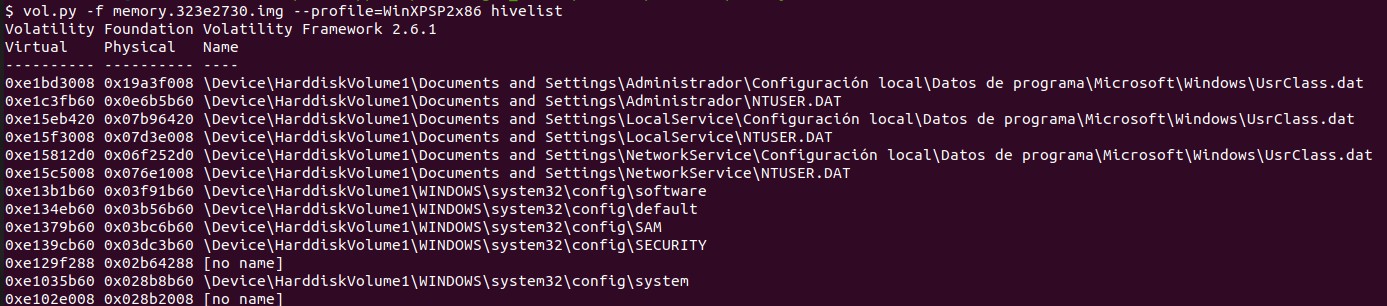 $ vol.py -f memory.323e2730.img --profile=WinXPSP2x86 hivelist
Volatility Foundation Volatility Framework 2.6.1
Virtual    Physical   Name
---------- ---------- ----
0xe1bd3008 0x19a3f008 \Device\HarddiskVolume1\Documents and Settings\Administrador\Configuración local\Datos de programa\Microsoft\Windows\UsrClass.dat
0xe1c3fb60 0x0e6b5b60 \Device\HarddiskVolume1\Documents and Settings\Administrador\NTUSER.DAT
0xe15eb420 0x07b96420 \Device\HarddiskVolume1\Documents and Settings\LocalService\Configuración local\Datos de programa\Microsoft\Windows\UsrClass.dat
0xe15f3008 0x07d3e008 \Device\HarddiskVolume1\Documents and Settings\LocalService\NTUSER.DAT
0xe15812d0 0x06f252d0 \Device\HarddiskVolume1\Documents and Settings\NetworkService\Configuración local\Datos de programa\Microsoft\Windows\UsrClass.dat
0xe15c5008 0x076e1008 \Device\HarddiskVolume1\Documents and Settings\NetworkService\NTUSER.DAT
0xe13b1b60 0x03f91b60 \Device\HarddiskVolume1\WINDOWS\system32\config\software
0xe134eb60 0x03b56b60 \Device\HarddiskVolume1\WINDOWS\system32\config\default
0xe1379b60 0x03bc6b60 \Device\HarddiskVolume1\WINDOWS\system32\config\SAM
0xe139cb60 0x03dc3b60 \Device\HarddiskVolume1\WINDOWS\system32\config\SECURITY
0xe129f288 0x02b64288 [no name]
0xe1035b60 0x028b8b60 \Device\HarddiskVolume1\WINDOWS\system32\config\system
0xe102e008 0x028b2008 [no name]